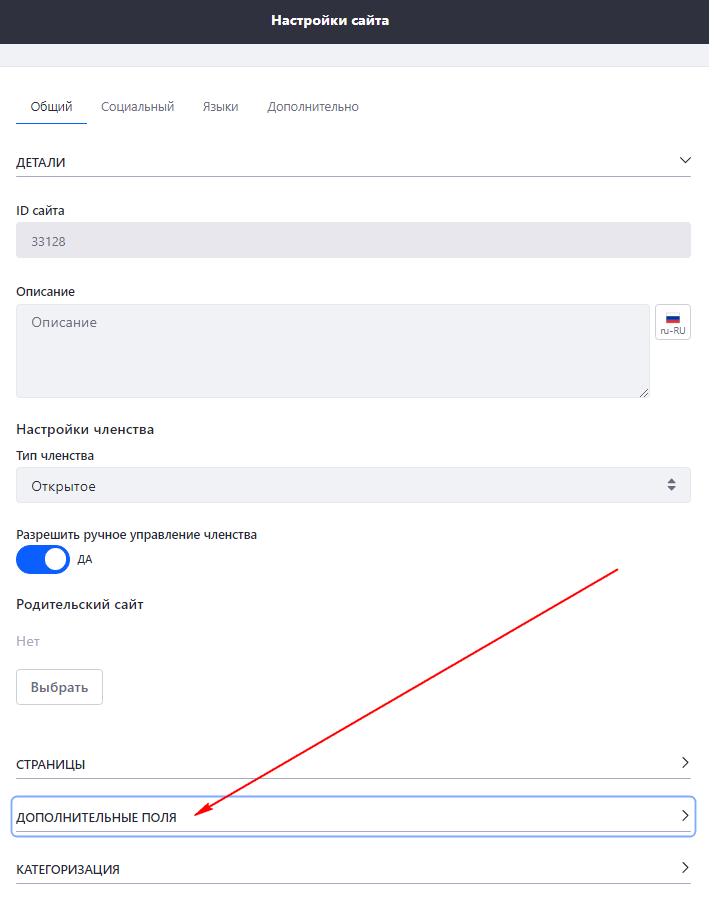 Настройки сайта
Общий Социальный Языки Дополнительно
ДЕТАЛИ
ID сайта
33128
Описание
Описание
ru-RU
Настройки членства
Тип членства
Открытое
Разрешить ручное управление членства
ДА
Родительский сайт
Нет
Выбрать
СТРАНИЦЫ
ДОПОЛНИТЕЛЬНЫЕ ПОЛЯ
КАТЕГОРИЗАЦИЯ